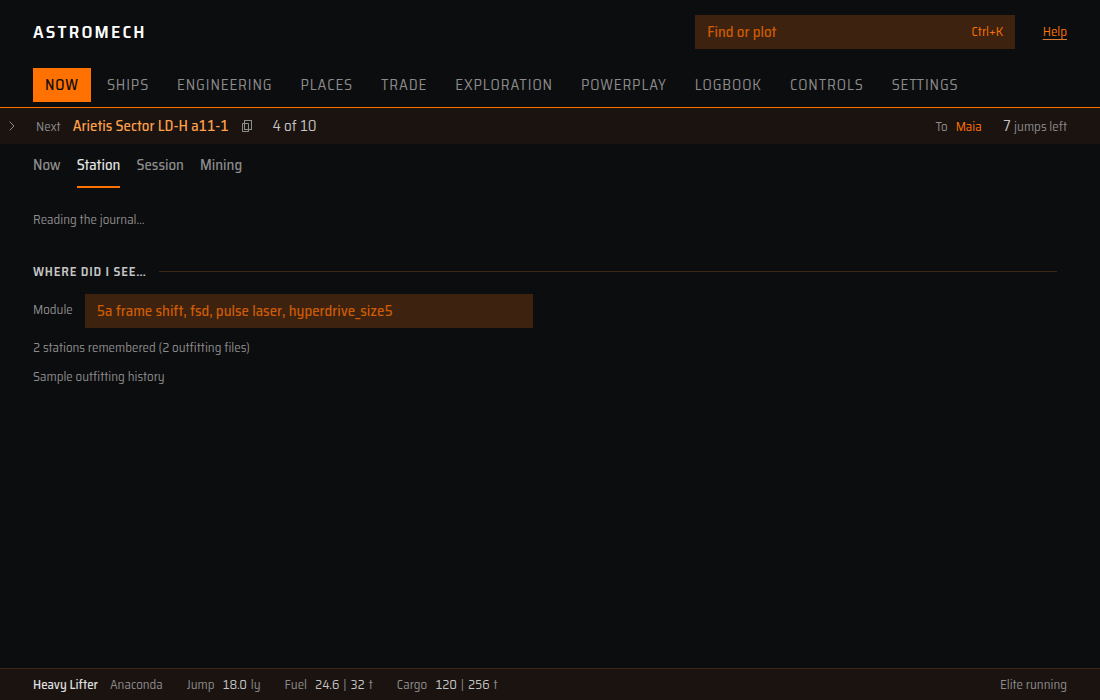 ASTROMECH
Find or plot Ctrl+K Help
NOW SHIPS ENGINEERING PLACES TRADE EXPLORATION POWERPLAY LOGBOOK CONTROLS SETTINGS
Next Arietis Sector LD-H a11-1 4 of 10 To Maia 7 jumps left
Now Station Session Mining
Reading the journal...
WHERE DID I SEE...
Module 5a frame shift, fsd, pulse laser, hyperdrive_size5
2 stations remembered (2 outfitting files)
Sample outfitting history
Heavy Lifter Anaconda Jump 18.0 ly Fuel 24.6 | 32 t Cargo 120 | 256 t Elite running